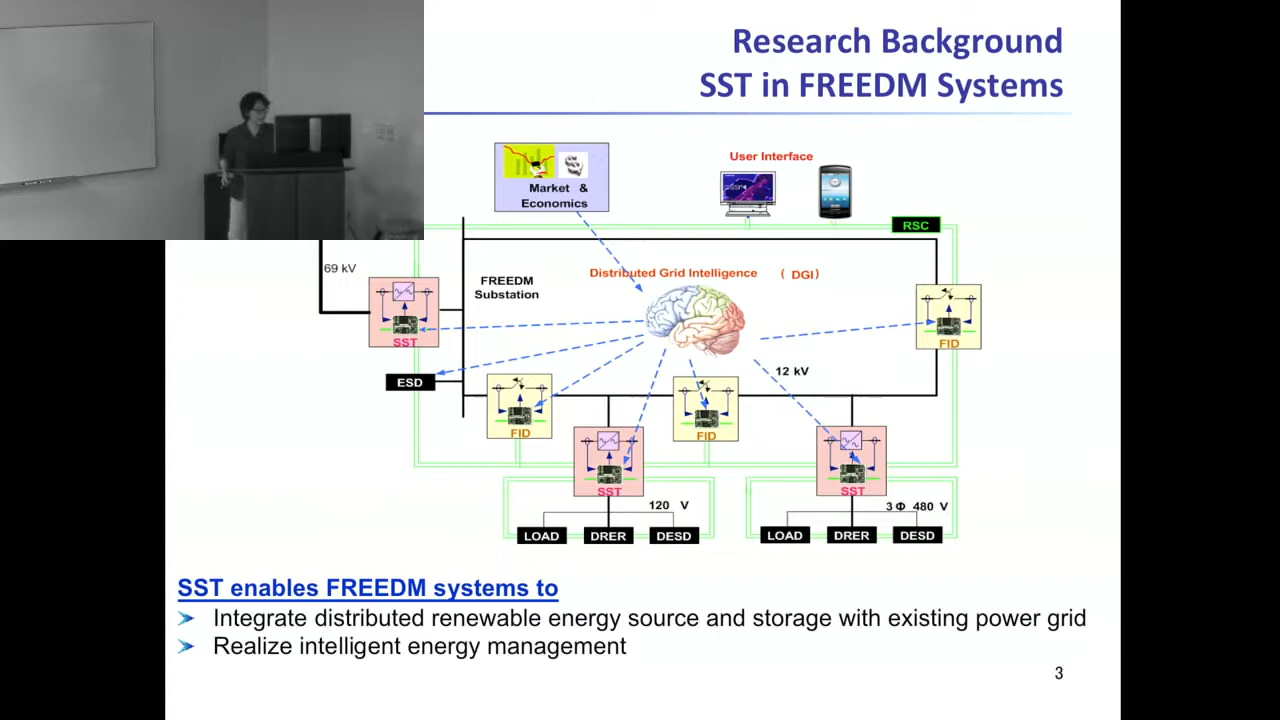 Research Background
SST in FREEDM Systems
Market &
Economics
User Interface
RSC
69 kV
FREEDM
Substation
Distributed Grid Intelligence ( DGI)
SST
FID
ESD
12 kV
FID
FID
SST
SST
120 V
3 Φ 480 V
LOAD
DRER
DESD
LOAD
DRER
DESD
SST enables FREEDM systems to
Integrate distributed renewable energy source and storage with existing power grid
Realize intelligent energy management
3